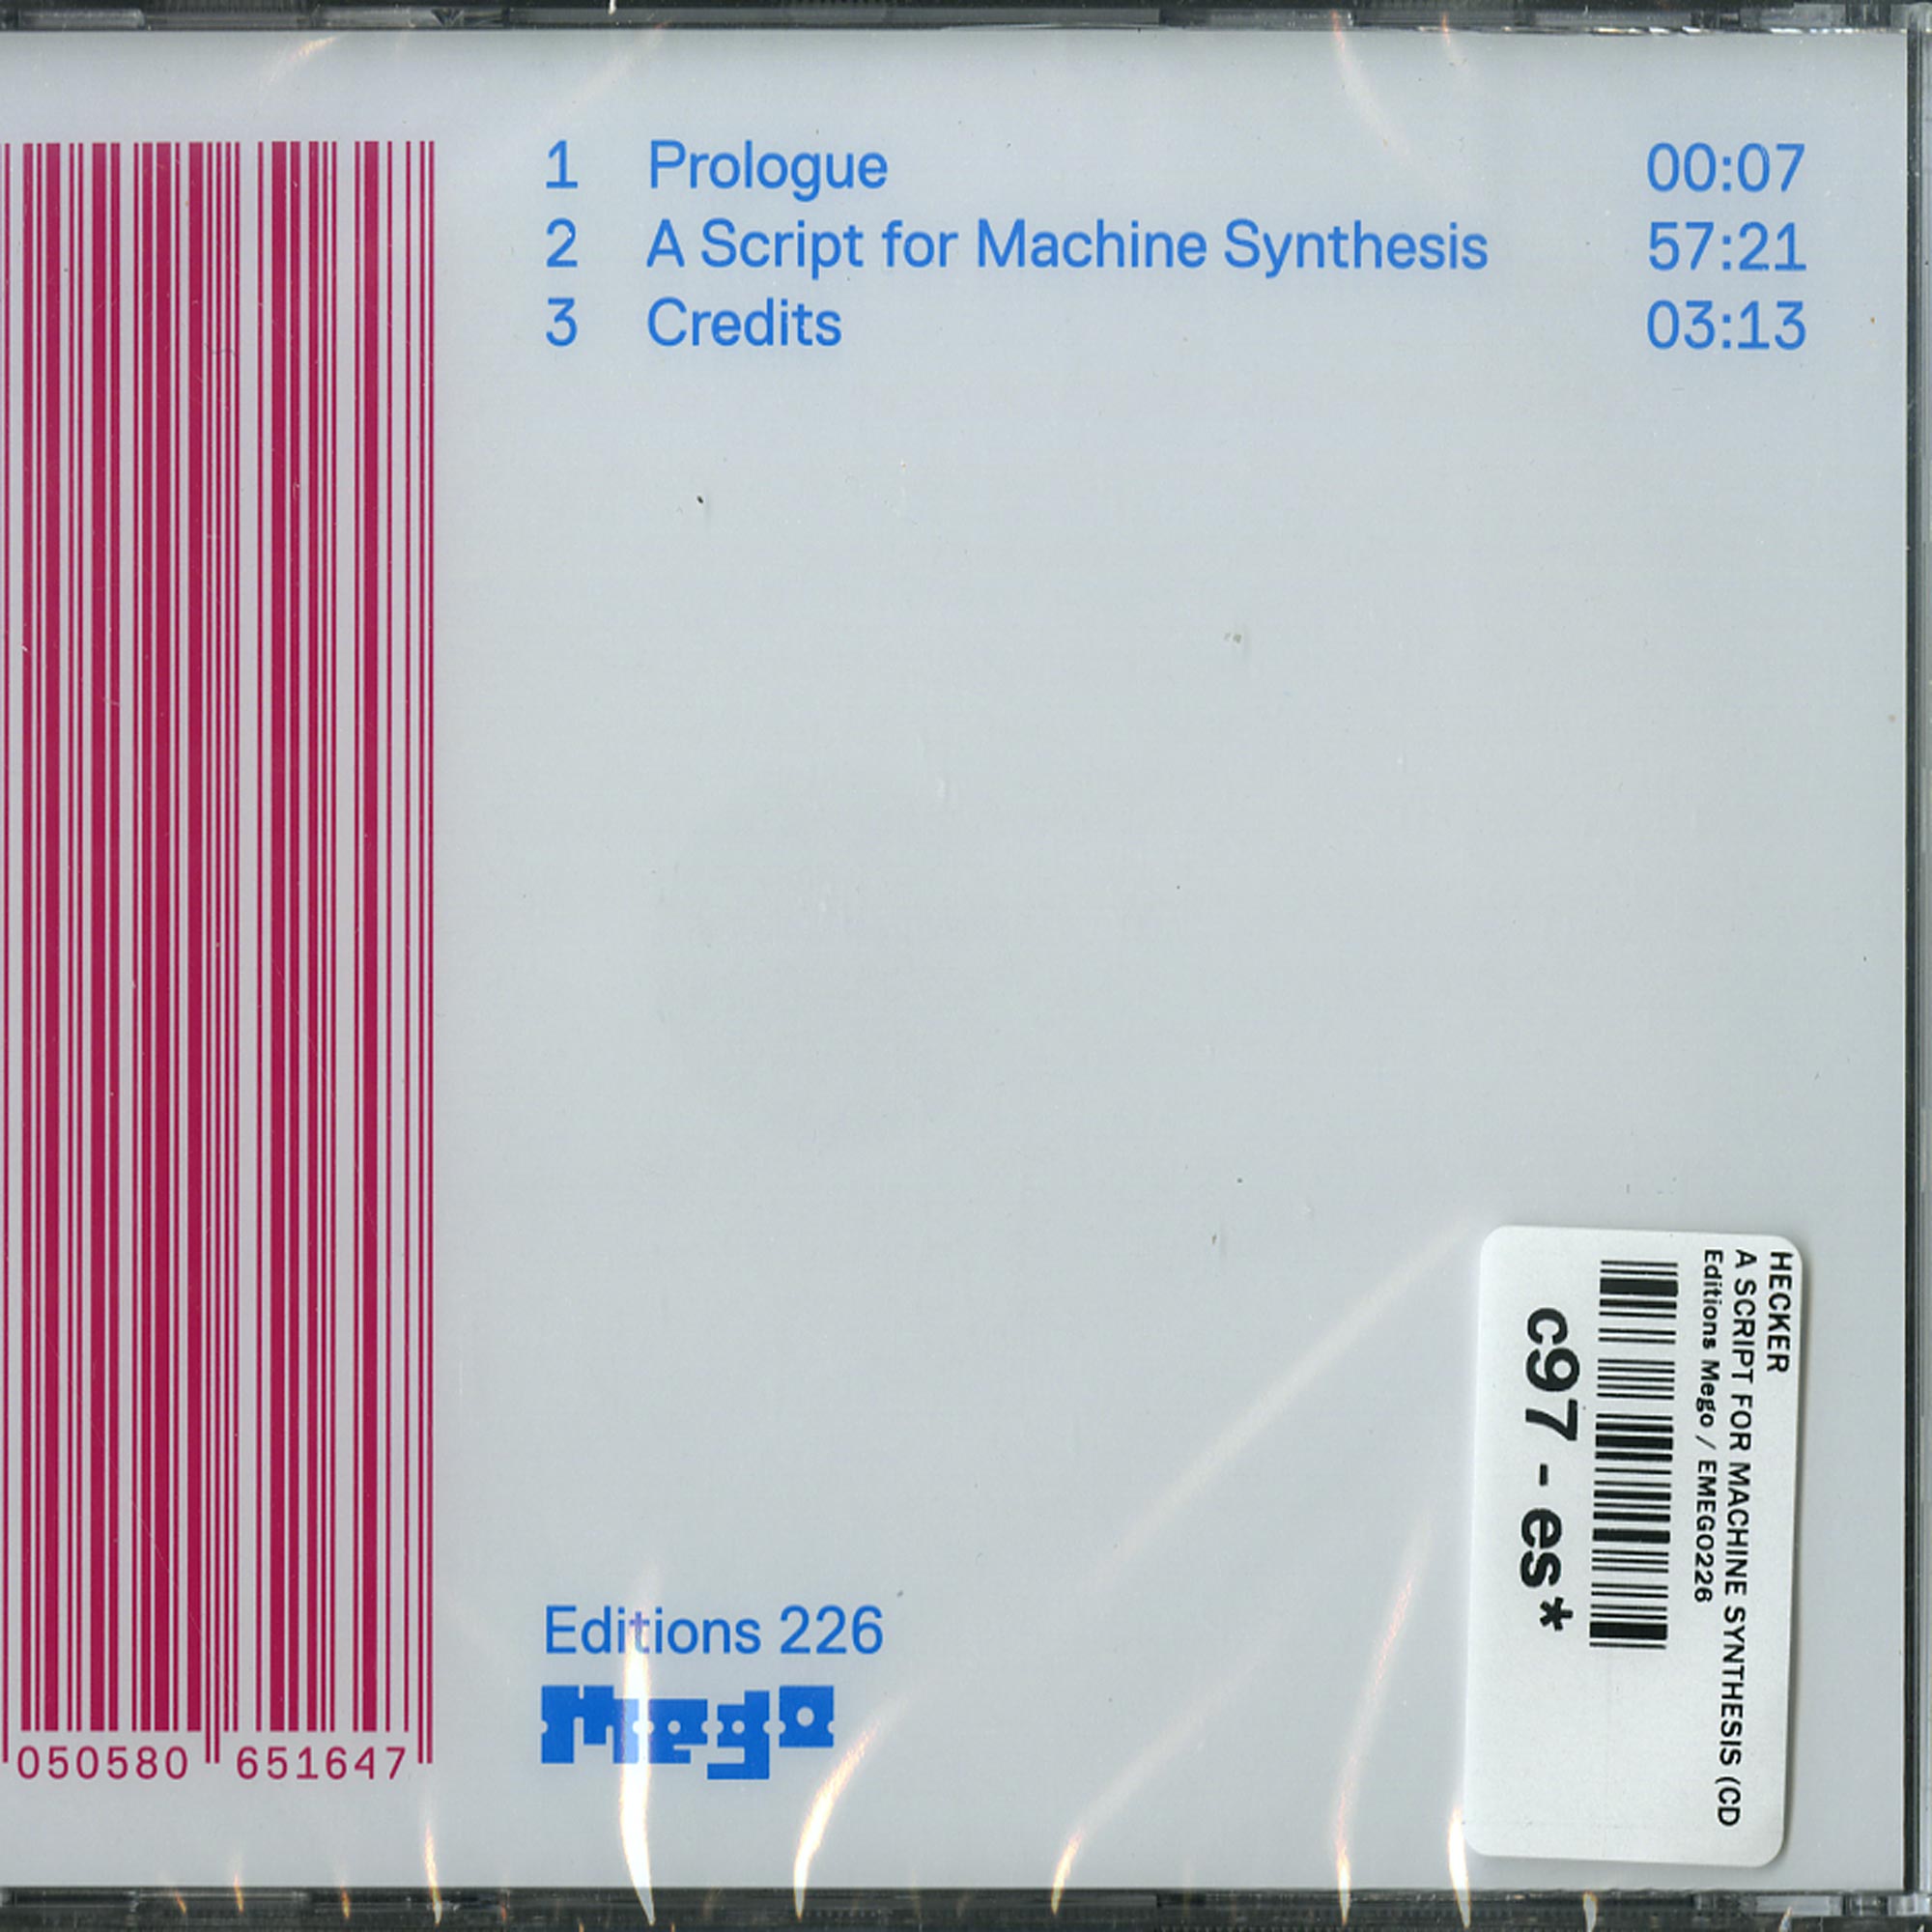 1 Prologue 00:07
2 A Script for Machine Synthesis 57:21
3 Credits 03:13
Editions 226
Mego
050580 651647
HECKER
A SCRIPT FOR MACHINE SYNTHESIS (CD
Editions Mego / EMEGO226
c97 - es*